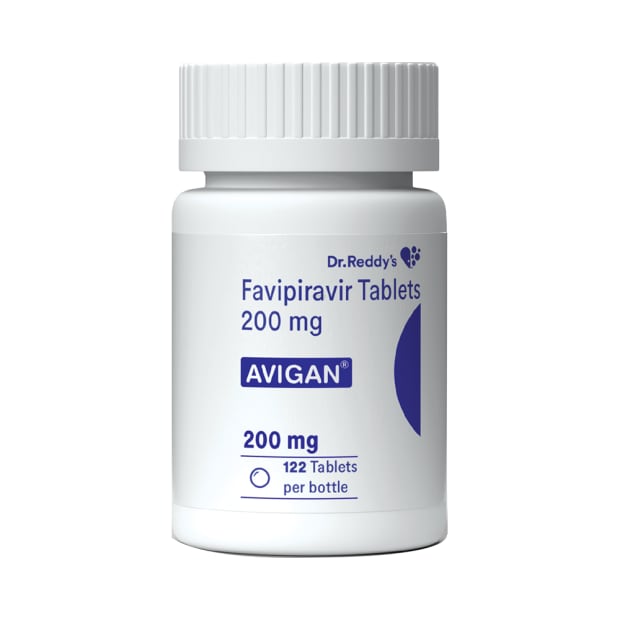 Dr.Reddy's
Favipiravir Tablets
200 mg
AVIGAN®
200 mg
122 Tablets
per bottle